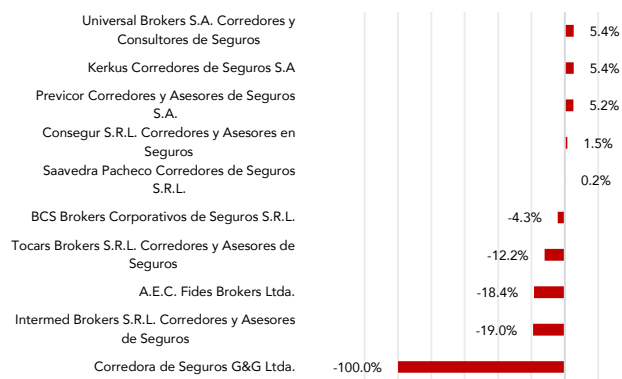 Universal Brokers S.A. Corredores y
Consultores de Seguros
5.4%
Kerkus Corredores de Seguros S.A
5.4%
Previcor Corredores y Asesores de Seguros
S.A.
5.2%
Consegur S.R.L. Corredores y Asesores en
Seguros
1.5%
Saavedra Pacheco Corredores de Seguros
S.R.L.
0.2%
BCS Brokers Corporativos de Seguros S.R.L.
-4.3%
Tocars Brokers S.R.L. Corredores y Asesores de
Seguros
-12.2%
A.E.C. Fides Brokers Ltda.
-18.4%
Intermed Brokers S.R.L. Corredores y Asesores
de Seguros
-19.0%
Corredora de Seguros G&G Ltda.
-100.0%